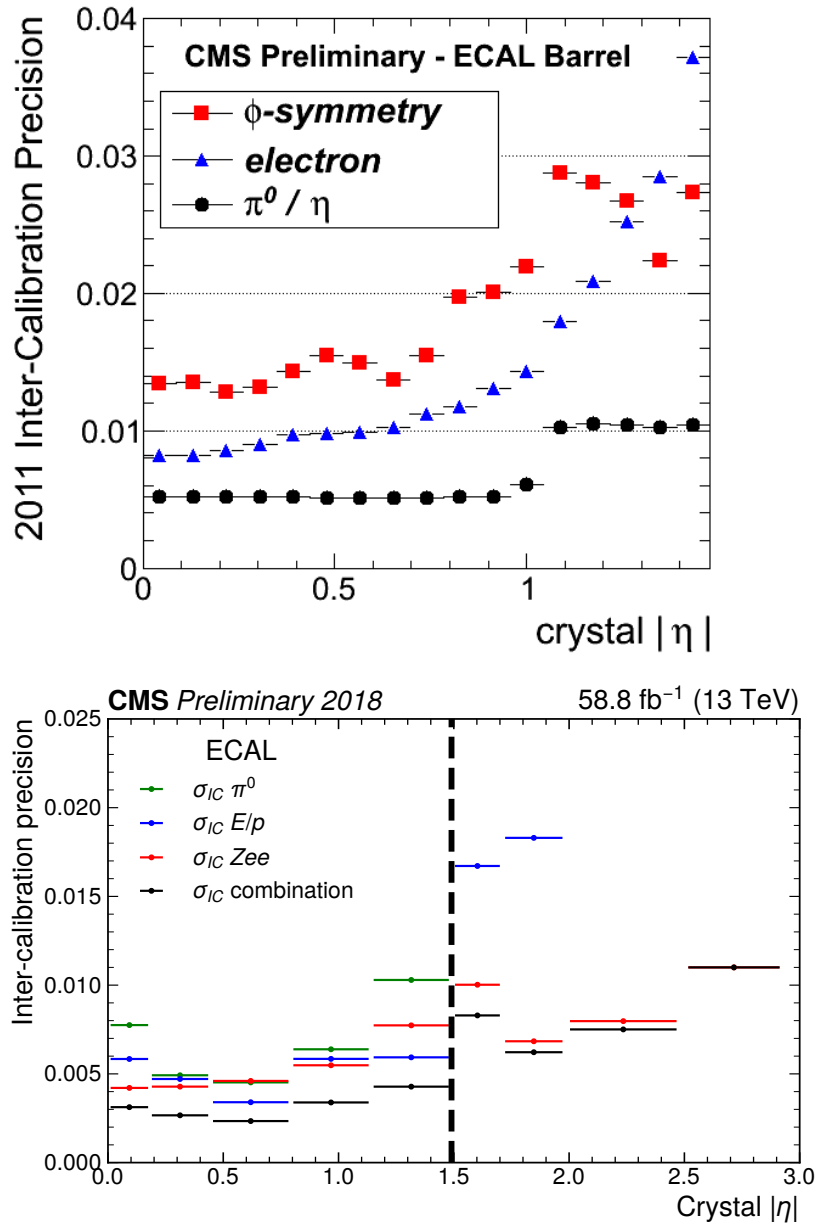 CMS Preliminary - ECAL Barrel
ϕ-symmetry
electron
π⁰ / η
2011 Inter-Calibration Precision
0.04
0.03
0.02
0.01
0
0 0.5 1
crystal | η |
CMS Preliminary 2018 58.8 fb⁻¹ (13 TeV)
ECAL
σ_IC π⁰
σ_IC E/p
σ_IC Zee
σ_IC combination
Inter-calibration precision
0.025
0.020
0.015
0.010
0.005
0.000
0.0 0.5 1.0 1.5 2.0 2.5 3.0
Crystal |η|